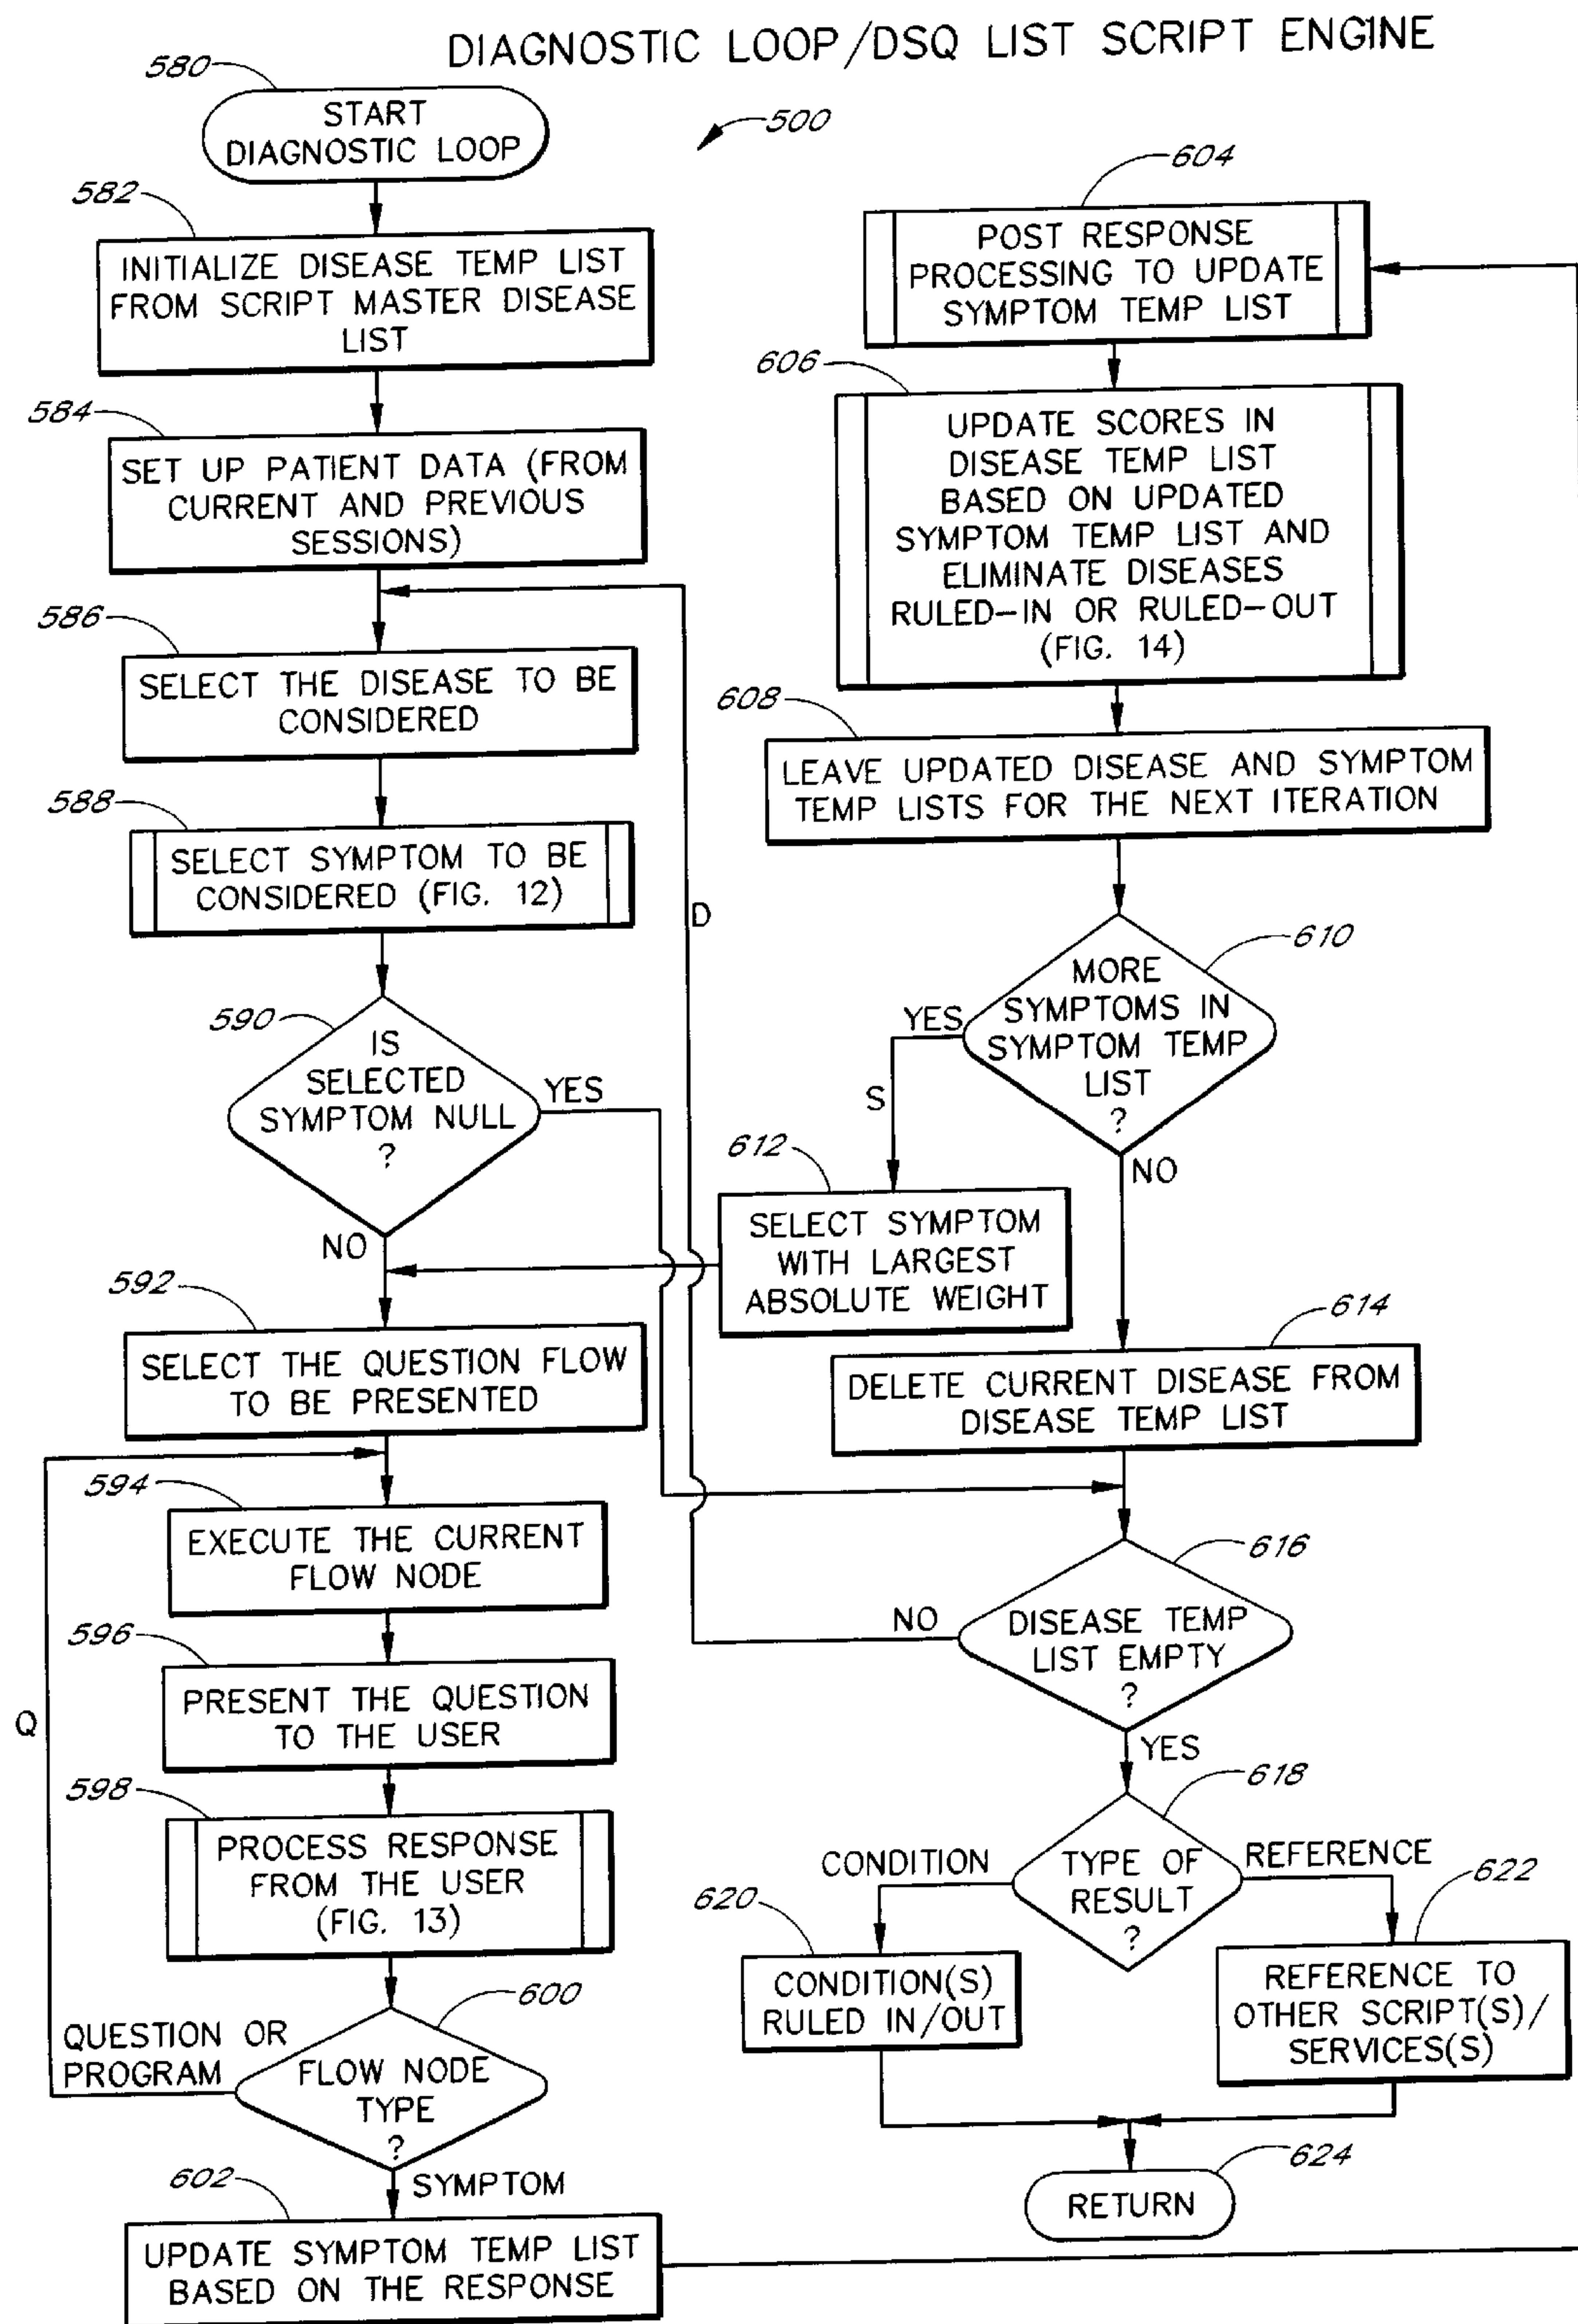 DIAGNOSTIC LOOP/DSQ LIST SCRIPT ENGINE
500
580
START
DIAGNOSTIC LOOP
582
INITIALIZE DISEASE TEMP LIST
FROM SCRIPT MASTER DISEASE
LIST
584
SET UP PATIENT DATA (FROM
CURRENT AND PREVIOUS
SESSIONS)
586
SELECT THE DISEASE TO BE
CONSIDERED
588
SELECT SYMPTOM TO BE
CONSIDERED (FIG. 12)
590
IS
SELECTED
SYMPTOM NULL
?
YES
NO
592
SELECT THE QUESTION FLOW
TO BE PRESENTED
594
EXECUTE THE CURRENT
FLOW NODE
596
PRESENT THE QUESTION
TO THE USER
Q
598
PROCESS RESPONSE
FROM THE USER
(FIG. 13)
600
QUESTION OR
PROGRAM
FLOW NODE
TYPE
?
SYMPTOM
602
UPDATE SYMPTOM TEMP LIST
BASED ON THE RESPONSE
604
POST RESPONSE
PROCESSING TO UPDATE
SYMPTOM TEMP LIST
606
UPDATE SCORES IN
DISEASE TEMP LIST
BASED ON UPDATED
SYMPTOM TEMP LIST AND
ELIMINATE DISEASES
RULED-IN OR RULED-OUT
(FIG. 14)
608
LEAVE UPDATED DISEASE AND SYMPTOM
TEMP LISTS FOR THE NEXT ITERATION
D
610
MORE
SYMPTOMS IN
SYMPTOM TEMP
LIST
?
YES
S
NO
612
SELECT SYMPTOM
WITH LARGEST
ABSOLUTE WEIGHT
614
DELETE CURRENT DISEASE FROM
DISEASE TEMP LIST
616
DISEASE TEMP
LIST EMPTY
?
NO
YES
618
TYPE OF
RESULT
?
CONDITION
REFERENCE
620
CONDITION(S)
RULED IN/OUT
622
REFERENCE TO
OTHER SCRIPT(S)/
SERVICES(S)
624
RETURN